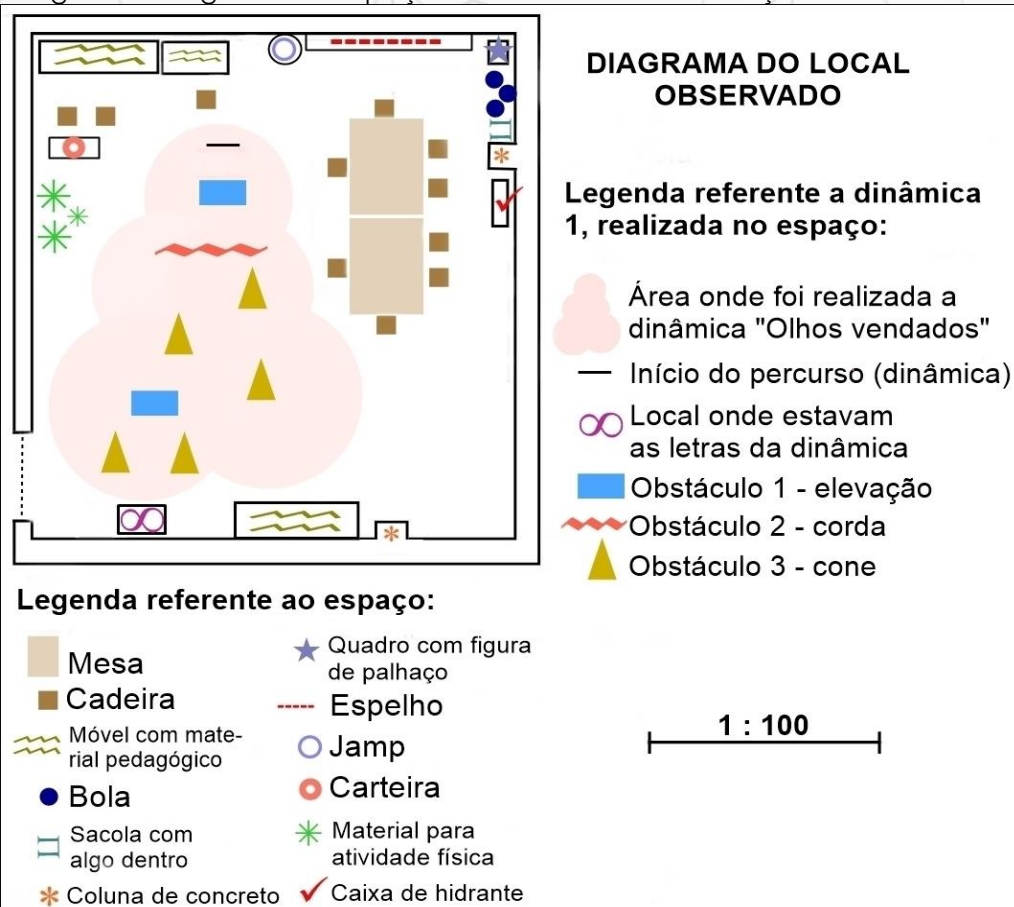 DIAGRAMA DO LOCAL
OBSERVADO
Legenda referente a dinâmica
1, realizada no espaço:
Área onde foi realizada a
dinâmica "Olhos vendados"
Início do percurso (dinâmica)
Local onde estavam
as letras da dinâmica
Obstáculo 1 - elevação
Obstáculo 2 - corda
Obstáculo 3 - cone
Legenda referente ao espaço:
Mesa
Cadeira
Móvel com mate-
rial pedagógico
Bola
Sacola com
algo dentro
Coluna de concreto
Quadro com figura
de palhaço
Espelho
Jamp
Carteira
Material para
atividade física
Caixa de hidrante
1 : 100